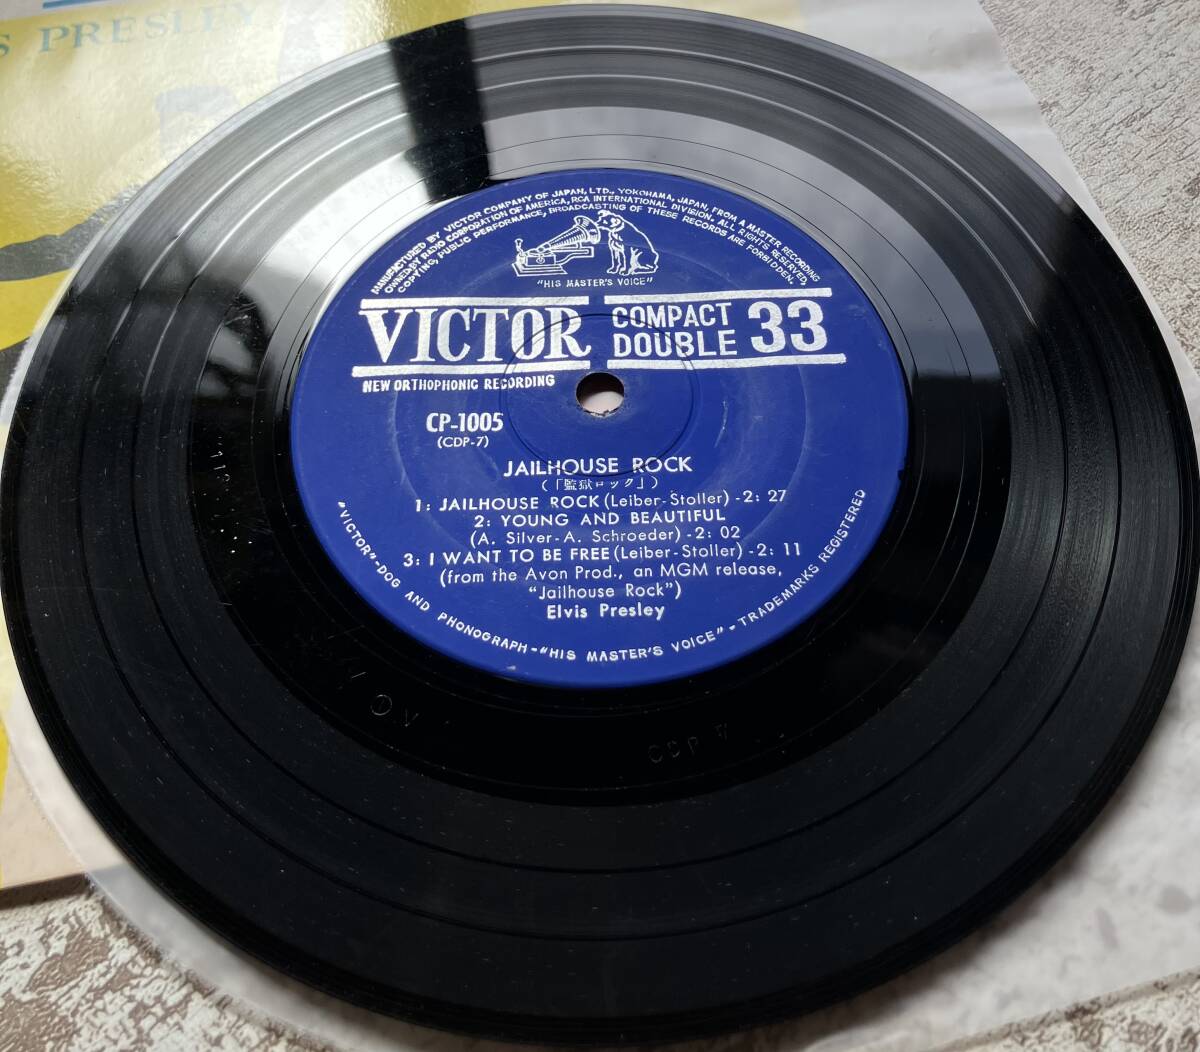 S PRESLEY
MANUFACTURED BY VICTOR COMPANY OF JAPAN, LTD., YOKOHAMA, JAPAN, FROM A MASTER RECORDING
OWNED BY RADIO CORPORATION OF AMERICA, RCA INTERNATIONAL DIVISION. ALL RIGHTS RESERVED,
COPYING, PUBLIC PERFORMANCE, BROADCASTING OF THESE RECORDS ARE FORBIDDEN.
"HIS MASTER'S VOICE"
VICTOR COMPACT DOUBLE 33
NEW ORTHOPHONIC RECORDING
CP-1005
(CDP-7)
JAILHOUSE ROCK
(「監獄ロック」)
1: JAILHOUSE ROCK (Leiber-Stoller) - 2: 27
2: YOUNG AND BEAUTIFUL
(A. Silver-A. Schroeder) - 2: 02
3: I WANT TO BE FREE (Leiber-Stoller) - 2: 11
(from the Avon Prod., an MGM release,
"Jailhouse Rock")
Elvis Presley
"VICTOR"-DOG AND PHONOGRAPH-"HIS MASTER'S VOICE"-TRADEMARKS REGISTERED
CDP 7